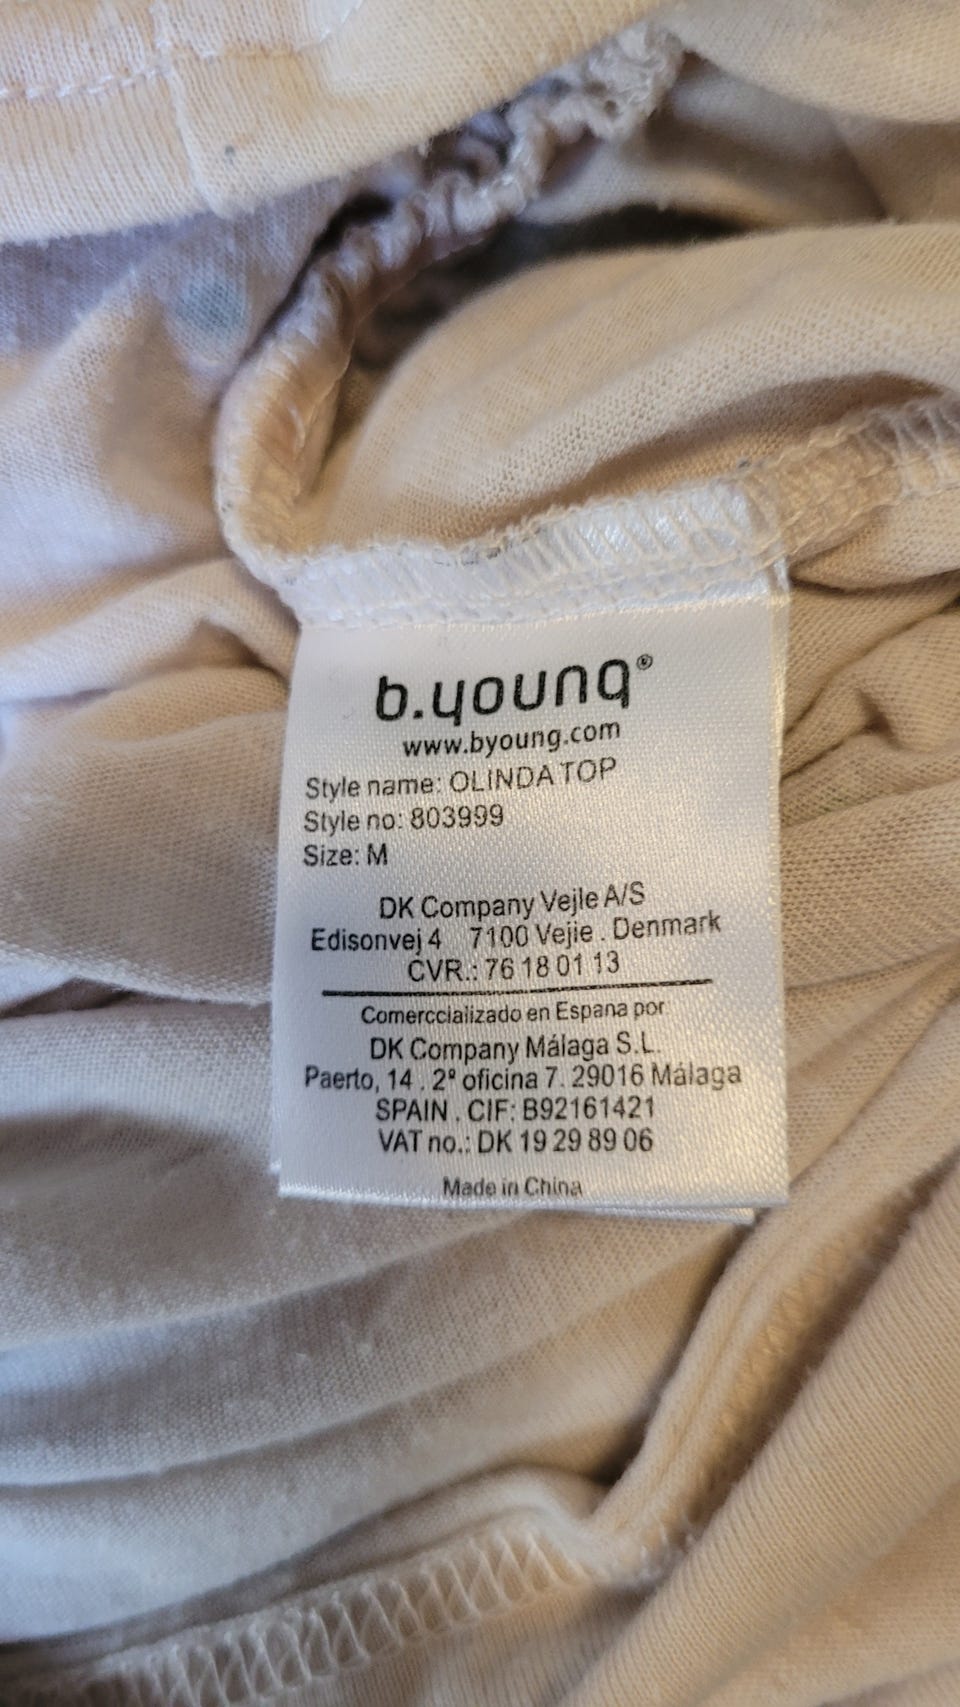 b.young®
www.byoung.com
Style name: OLINDA TOP
Style no: 803999
Size: M
DK Company Vejle A/S
Edisonvej 4 7100 Vejie . Denmark
CVR.: 76 18 01 13
Comerccializado en Espana por
DK Company Málaga S.L.
Paerto, 14 . 2º oficina 7. 29016 Málaga
SPAIN . CIF: B92161421
VAT no.: DK 19 29 89 06
Made in China